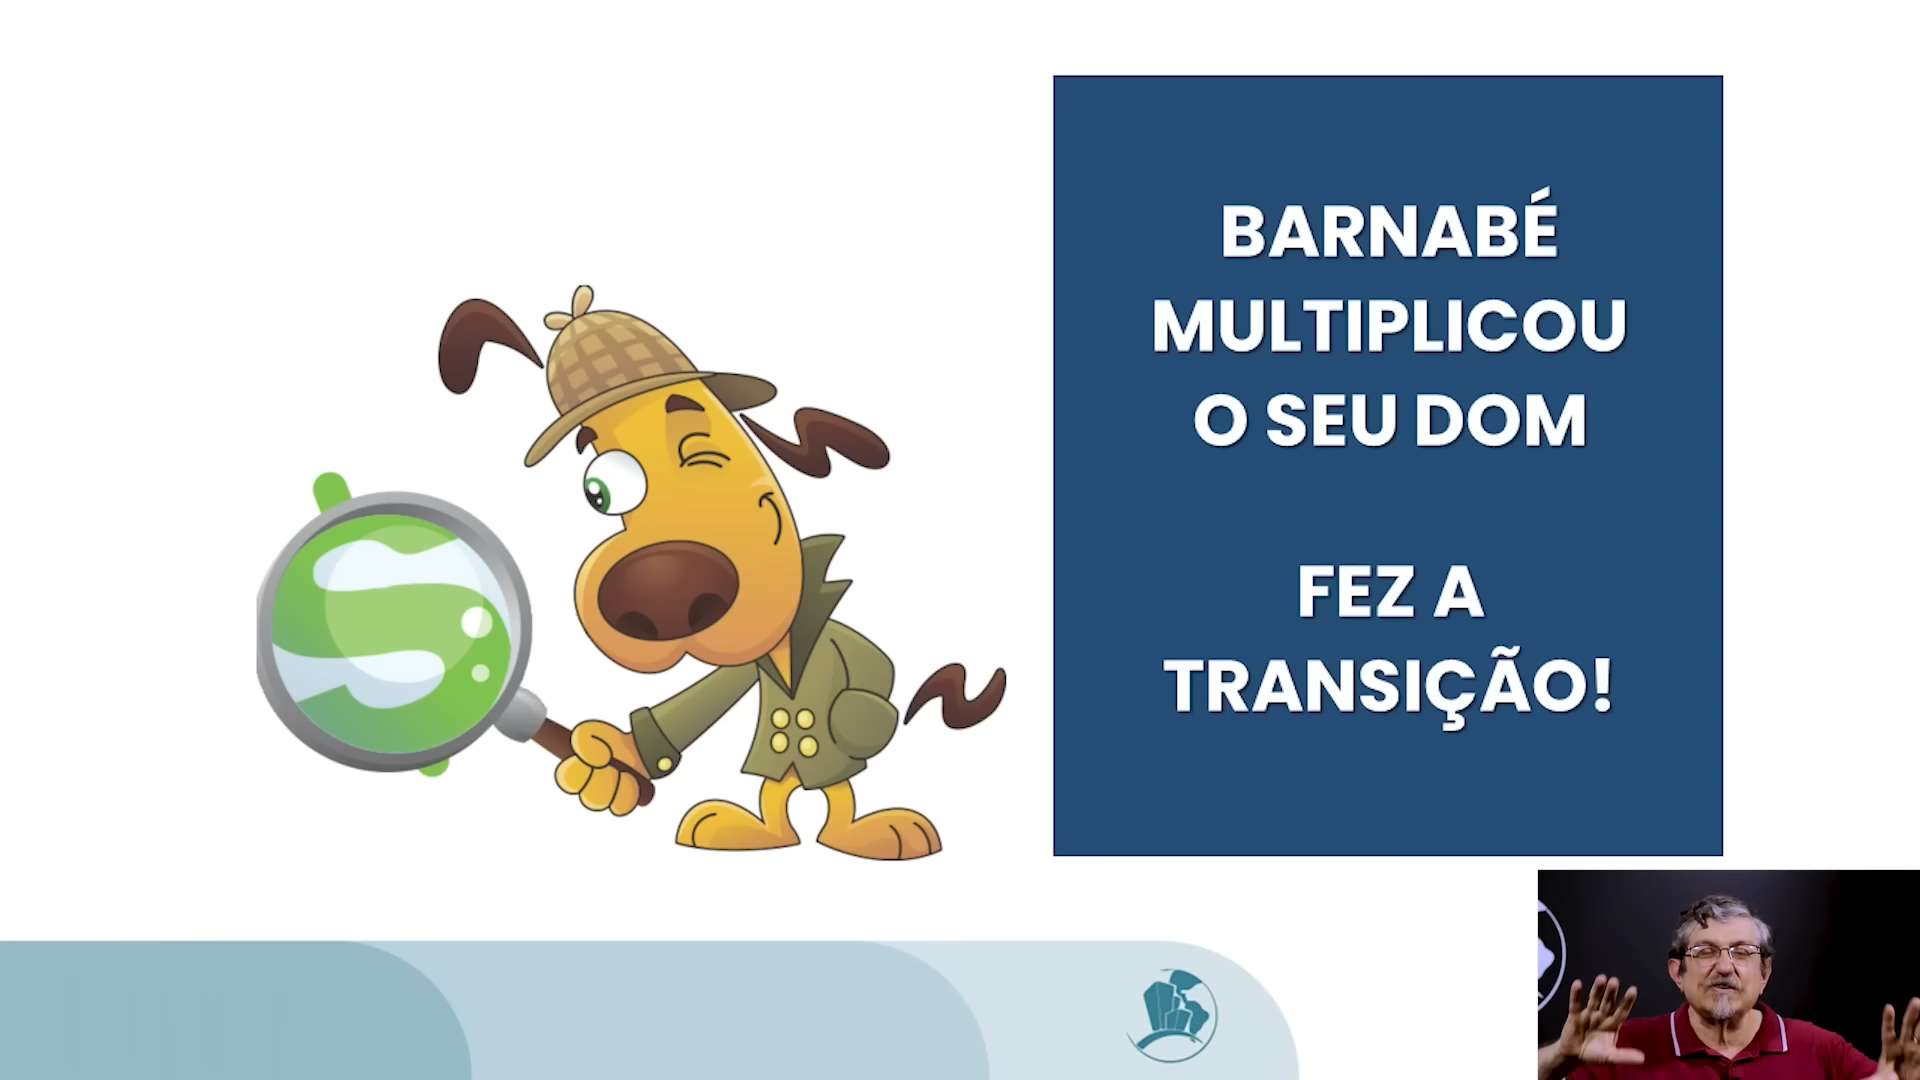 BARNABÉ
MULTIPLICOU
O SEU DOM
FEZ A
TRANSIÇÃO!